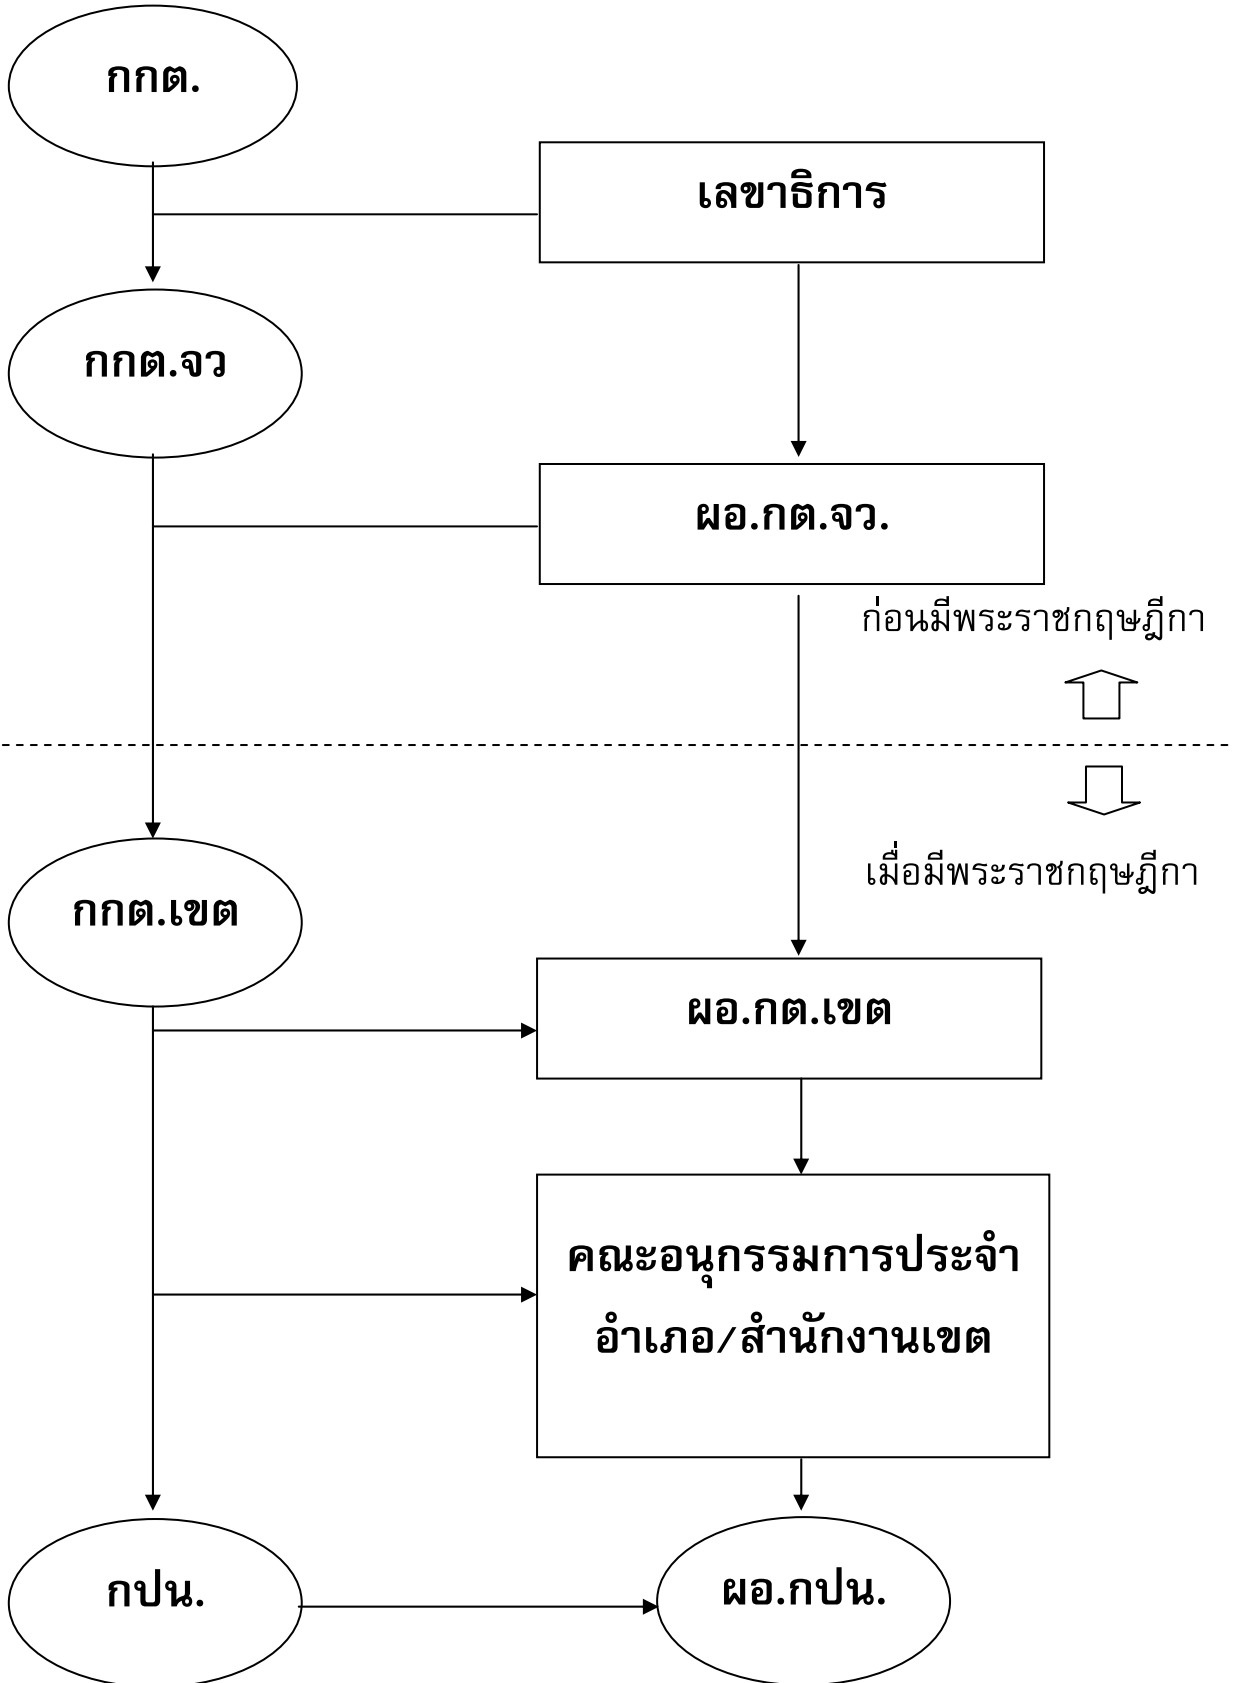 กกต.
เลขาธิการ
กกต.จว
ผอ.กต.จว.
ก่อนมีพระราชกฤษฎีกา
เมื่อมีพระราชกฤษฎีกา
กกต.เขต
ผอ.กต.เขต
คณะอนุกรรมการประจำ
อำเภอ/สำนักงานเขต
กปน.
ผอ.กปน.